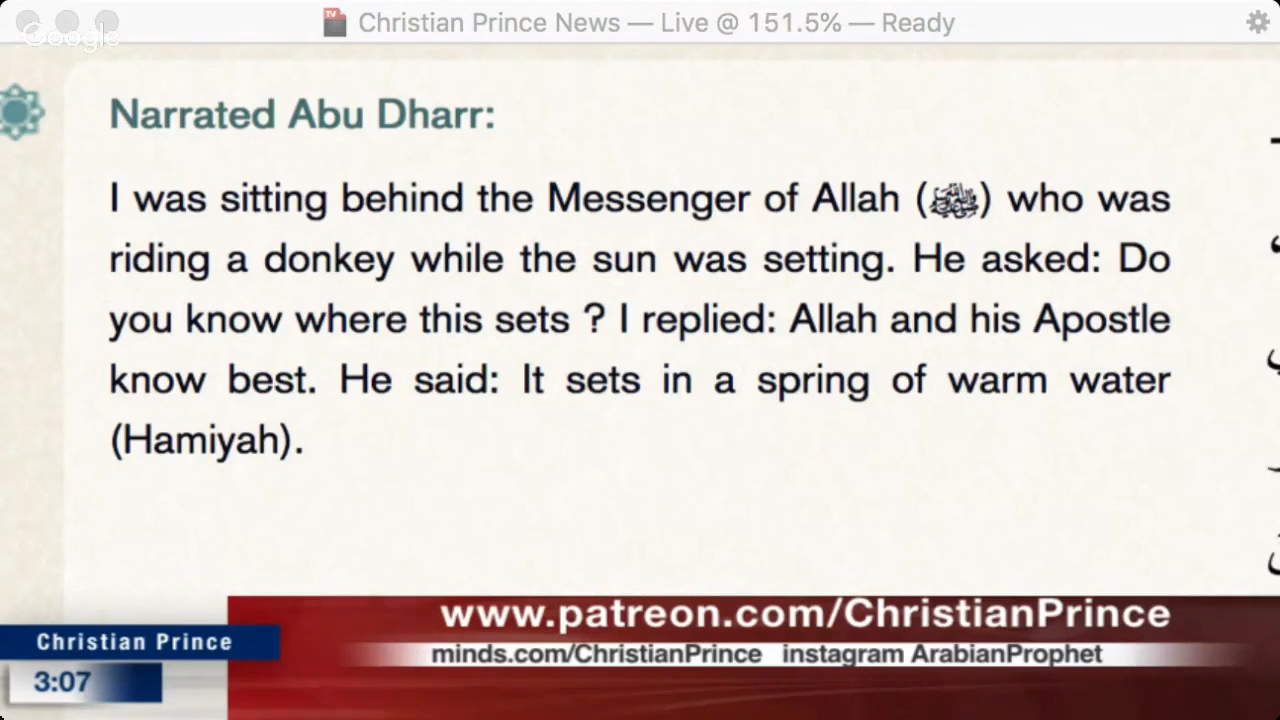 Christian Prince News — Live @ 151.5% — Ready
Google
Narrated Abu Dharr:
I was sitting behind the Messenger of Allah (ﷺ) who was
riding a donkey while the sun was setting. He asked: Do
you know where this sets ? I replied: Allah and his Apostle
know best. He said: It sets in a spring of warm water
(Hamiyah).
www.patreon.com/ChristianPrince
Christian Prince
minds.com/ChristianPrince instagram ArabianProphet
3:07